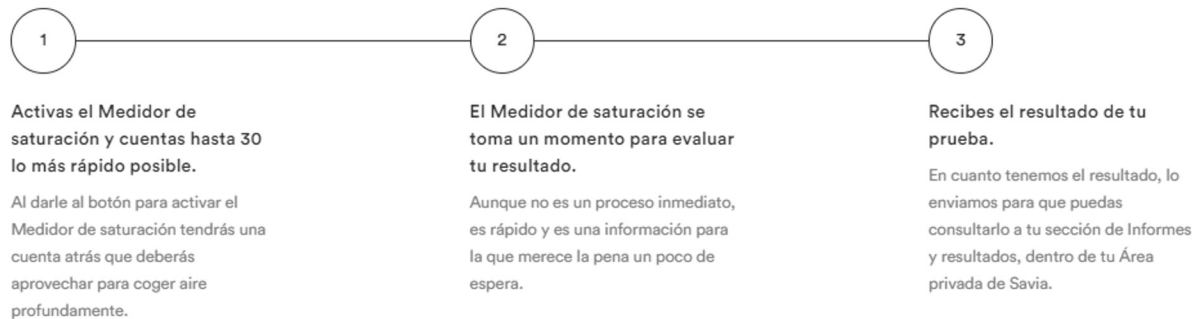 1
Activas el Medidor de
saturación y cuentas hasta 30
lo más rápido posible.
Al darle al botón para activar el
Medidor de saturación tendrás una
cuenta atrás que deberás
aprovechar para coger aire
profundamente.
2
El Medidor de saturación se
toma un momento para evaluar
tu resultado.
Aunque no es un proceso inmediato,
es rápido y es una información para
la que merece la pena un poco de
espera.
3
Recibes el resultado de tu
prueba.
En cuanto tenemos el resultado, lo
enviamos para que puedas
consultarlo a tu sección de Informes
y resultados, dentro de tu Área
privada de Savia.